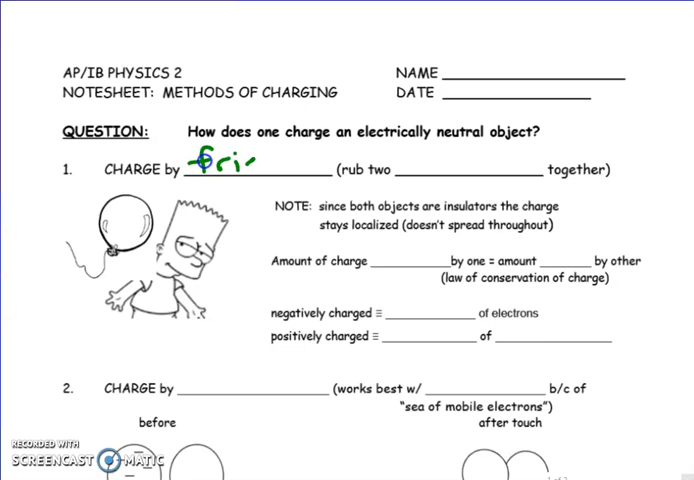 AP/IB PHYSICS 2 NAME
NOTESHEET: METHODS OF CHARGING DATE
QUESTION: How does one charge an electrically neutral object?
1. CHARGE by fri (rub two together)
NOTE: since both objects are insulators the charge
stays localized (doesn't spread throughout)
Amount of charge by one = amount by other
(law of conservation of charge)
negatively charged ≡ of electrons
positively charged ≡ of
2. CHARGE by (works best w/ b/c of
"sea of mobile electrons")
before after touch
RECORDED WITH
SCREENCAST MATIC
1 of 2